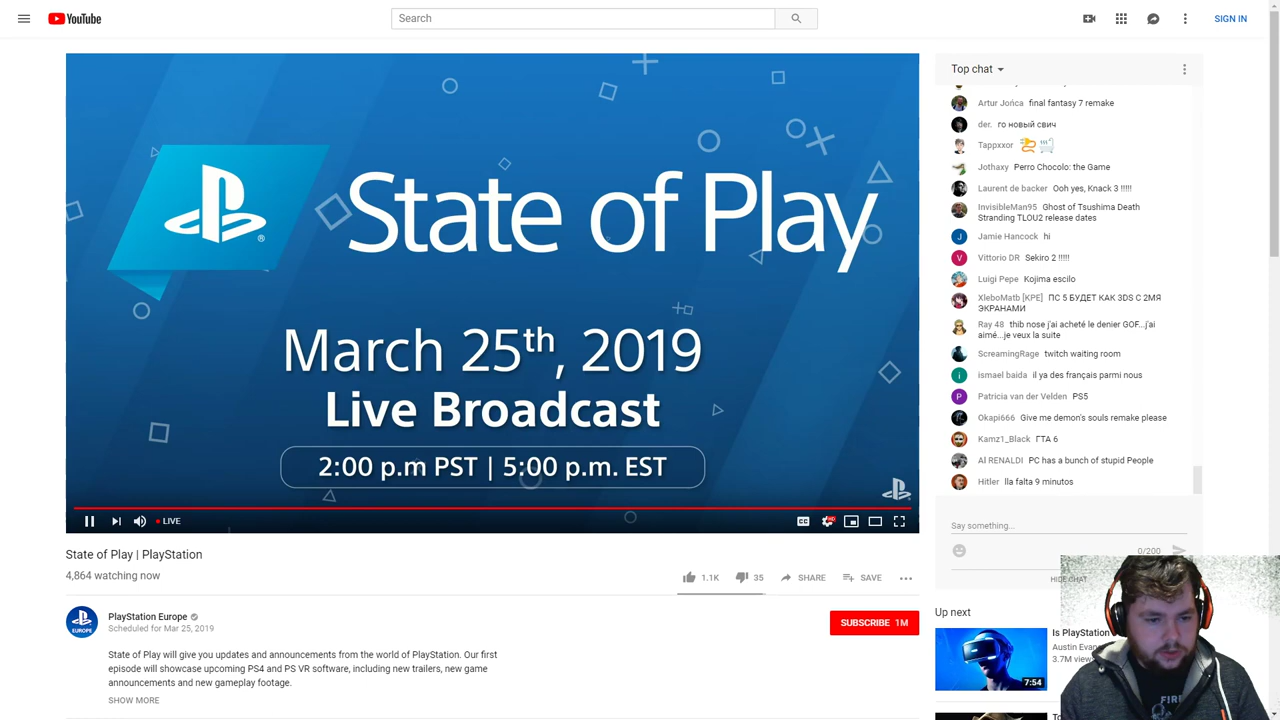 YouTube
Search
SIGN IN
State of Play
March 25th, 2019
Live Broadcast
2:00 p.m PST | 5:00 p.m. EST
LIVE
HD
State of Play | PlayStation
4,864 watching now
1.1K
35
SHARE
SAVE
EUROPE
PlayStation Europe
Scheduled for Mar 25, 2019
SUBSCRIBE 1M
State of Play will give you updates and announcements from the world of PlayStation. Our first
episode will showcase upcoming PS4 and PS VR software, including new trailers, new game
announcements and new gameplay footage.
SHOW MORE
Top chat
Artur Jońca final fantasy 7 remake
der. го новый свич
Tappxxor
Jothaxy Perro Chocolo: the Game
Laurent de backer Ooh yes, Knack 3 !!!!!
InvisibleMan95 Ghost of Tsushima Death
Stranding TLOU2 release dates
J Jamie Hancock hi
V Vittorio DR Sekiro 2 !!!!!
Luigi Pepe Kojima escilo
XleboMatb [KPE] ПС 5 БУДЕТ КАК 3DS С 2МЯ
ЭКРАНАМИ
Ray 48 thib nose j'ai acheté le denier GOF...j'ai
aimé...je veux la suite
ScreamingRage twitch waiting room
i ismael baida il ya des français parmi nous
P Patricia van der Velden PS5
Okapi666 Give me demon's souls remake please
Kamz1_Black ГТА 6
Al RENALDI PC has a bunch of stupid People
Hitler lla falta 9 minutos
Say something...
0/200
HIDE CHAT
Up next
Is PlayStation
Austin Evan
3.7M view
7:54
FIRE